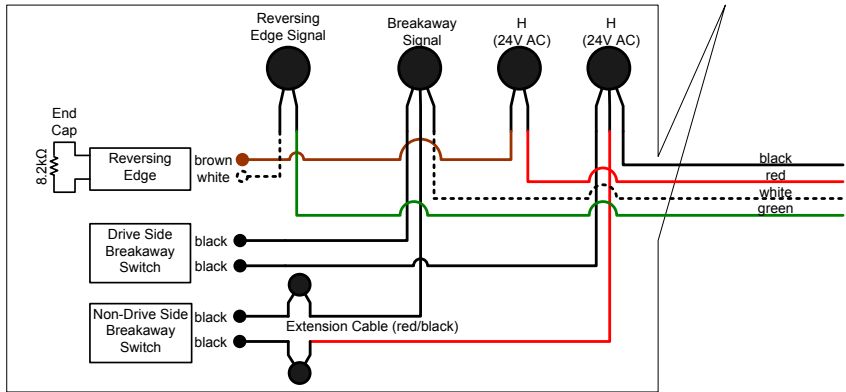 Reversing
Edge Signal
Breakaway
Signal
H
(24V AC)
H
(24V AC)
End
Cap
8.2kΩ
Reversing
Edge
brown
white
black
red
white
green
Drive Side
Breakaway
Switch
black
black
Non-Drive Side
Breakaway
Switch
black
black
Extension Cable (red/black)